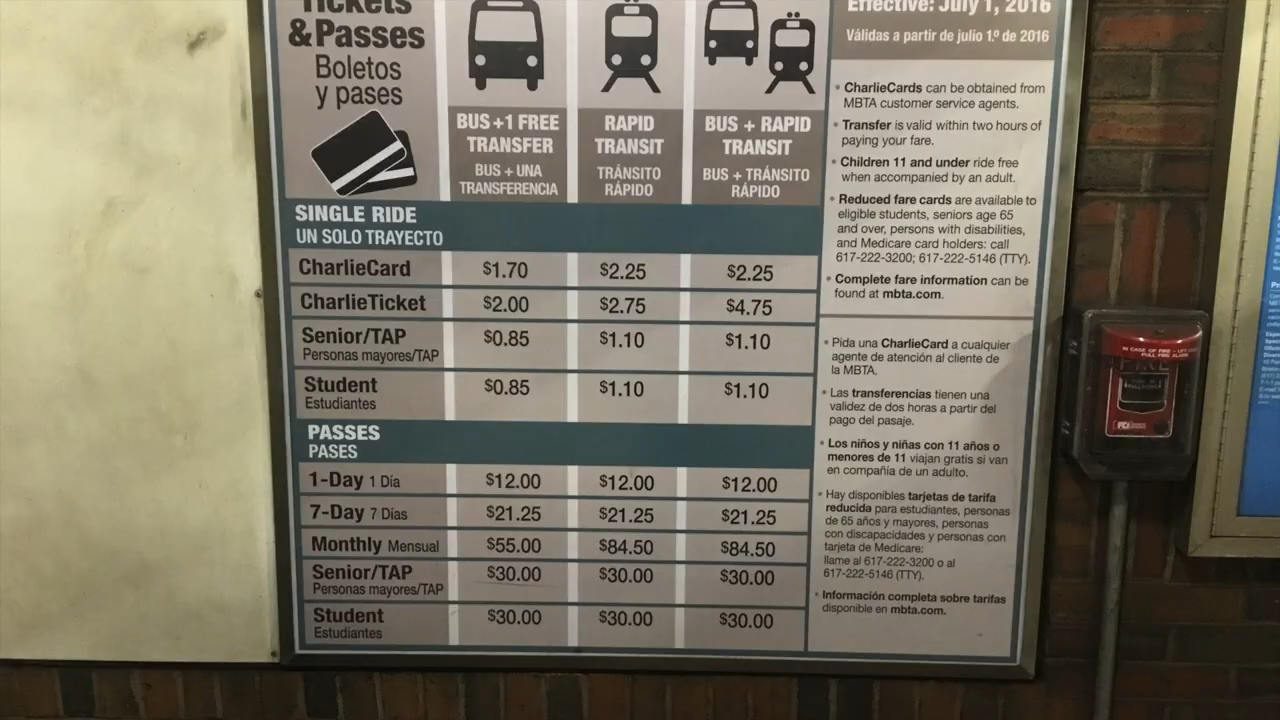 Tickets
& Passes
Boletos
y pases
BUS +1 FREE
TRANSFER
BUS + UNA
TRANSFERENCIA
RAPID
TRANSIT
TRÁNSITO
RÁPIDO
BUS + RAPID
TRANSIT
BUS + TRÁNSITO
RÁPIDO
SINGLE RIDE
UN SOLO TRAYECTO
CharlieCard $1.70 $2.25 $2.25
CharlieTicket $2.00 $2.75 $4.75
Senior/TAP $0.85 $1.10 $1.10
Personas mayores/TAP
Student $0.85 $1.10 $1.10
Estudiantes
PASSES
PASES
1-Day 1 Día $12.00 $12.00 $12.00
7-Day 7 Días $21.25 $21.25 $21.25
Monthly Mensual $55.00 $84.50 $84.50
Senior/TAP $30.00 $30.00 $30.00
Personas mayores/TAP
Student $30.00 $30.00 $30.00
Estudiantes
Effective: July 1, 2016
Válidas a partir de julio 1.º de 2016
• CharlieCards can be obtained from
MBTA customer service agents.
• Transfer is valid within two hours of
paying your fare.
• Children 11 and under ride free
when accompanied by an adult.
• Reduced fare cards are available to
eligible students, seniors age 65
and over, persons with disabilities,
and Medicare card holders: call
617-222-3200; 617-222-5146 (TTY).
• Complete fare information can be
found at mbta.com.
• Pida una CharlieCard a cualquier
agente de atención al cliente de
la MBTA.
• Las transferencias tienen una
validez de dos horas a partir del
pago del pasaje.
• Los niños y niñas con 11 años o
menores de 11 viajan gratis si van
en compañía de un adulto.
• Hay disponibles tarjetas de tarifa
reducida para estudiantes, personas
de 65 años y mayores, personas
con discapacidades y personas con
tarjeta de Medicare:
llame al 617-222-3200 o al
617-222-5146 (TTY).
• Información completa sobre tarifas
disponible en mbta.com.
IN CASE OF FIRE - LIFT
PULL FIRE ALARM
FIRE